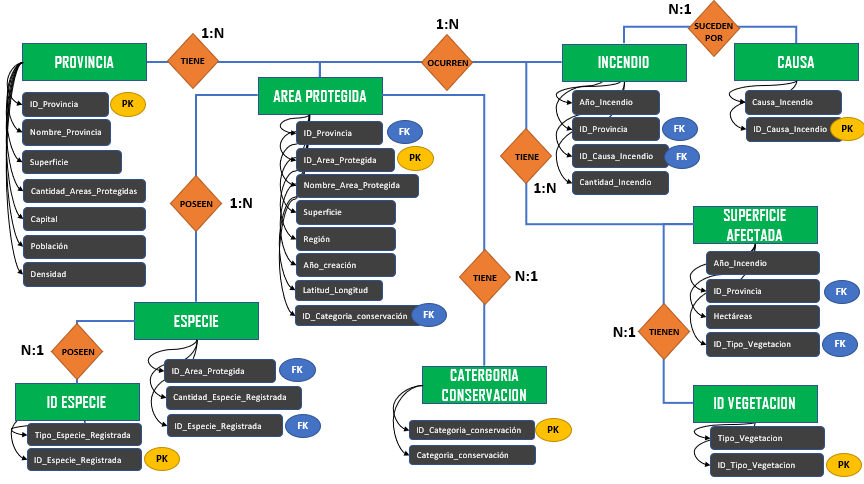 N:1
SUCEDEN
POR
1:N
1:N
PROVINCIA
TIENE
OCURREN
INCENDIO
CAUSA
ID_Provincia
PK
Nombre_Provincia
Superficie
Cantidad_Areas_Protegidas
Capital
Población
Densidad
AREA PROTEGIDA
ID_Provincia
FK
ID_Area_Protegida
PK
Nombre_Area_Protegida
Superficie
Región
Año_creación
Latitud_Longitud
ID_Categoria_conservación
FK
Año_Incendio
ID_Provincia
FK
ID_Causa_Incendio
FK
Cantidad_Incendio
Causa_Incendio
ID_Causa_Incendio
PK
TIENE
1:N
POSEEN
1:N
SUPERFICIE
AFECTADA
Año_Incendio
ID_Provincia
FK
Hectáreas
ID_Tipo_Vegetacion
FK
TIENE
N:1
ESPECIE
ID_Area_Protegida
FK
Cantidad_Especie_Registrada
ID_Especie_Registrada
FK
N:1
POSEEN
N:1
TIENEN
ID ESPECIE
Tipo_Especie_Registrada
ID_Especie_Registrada
PK
CATERGORIA
CONSERVACION
ID_Categoria_conservación
PK
Categoria_conservación
ID VEGETACION
Tipo_Vegetacion
ID_Tipo_Vegetacion
PK